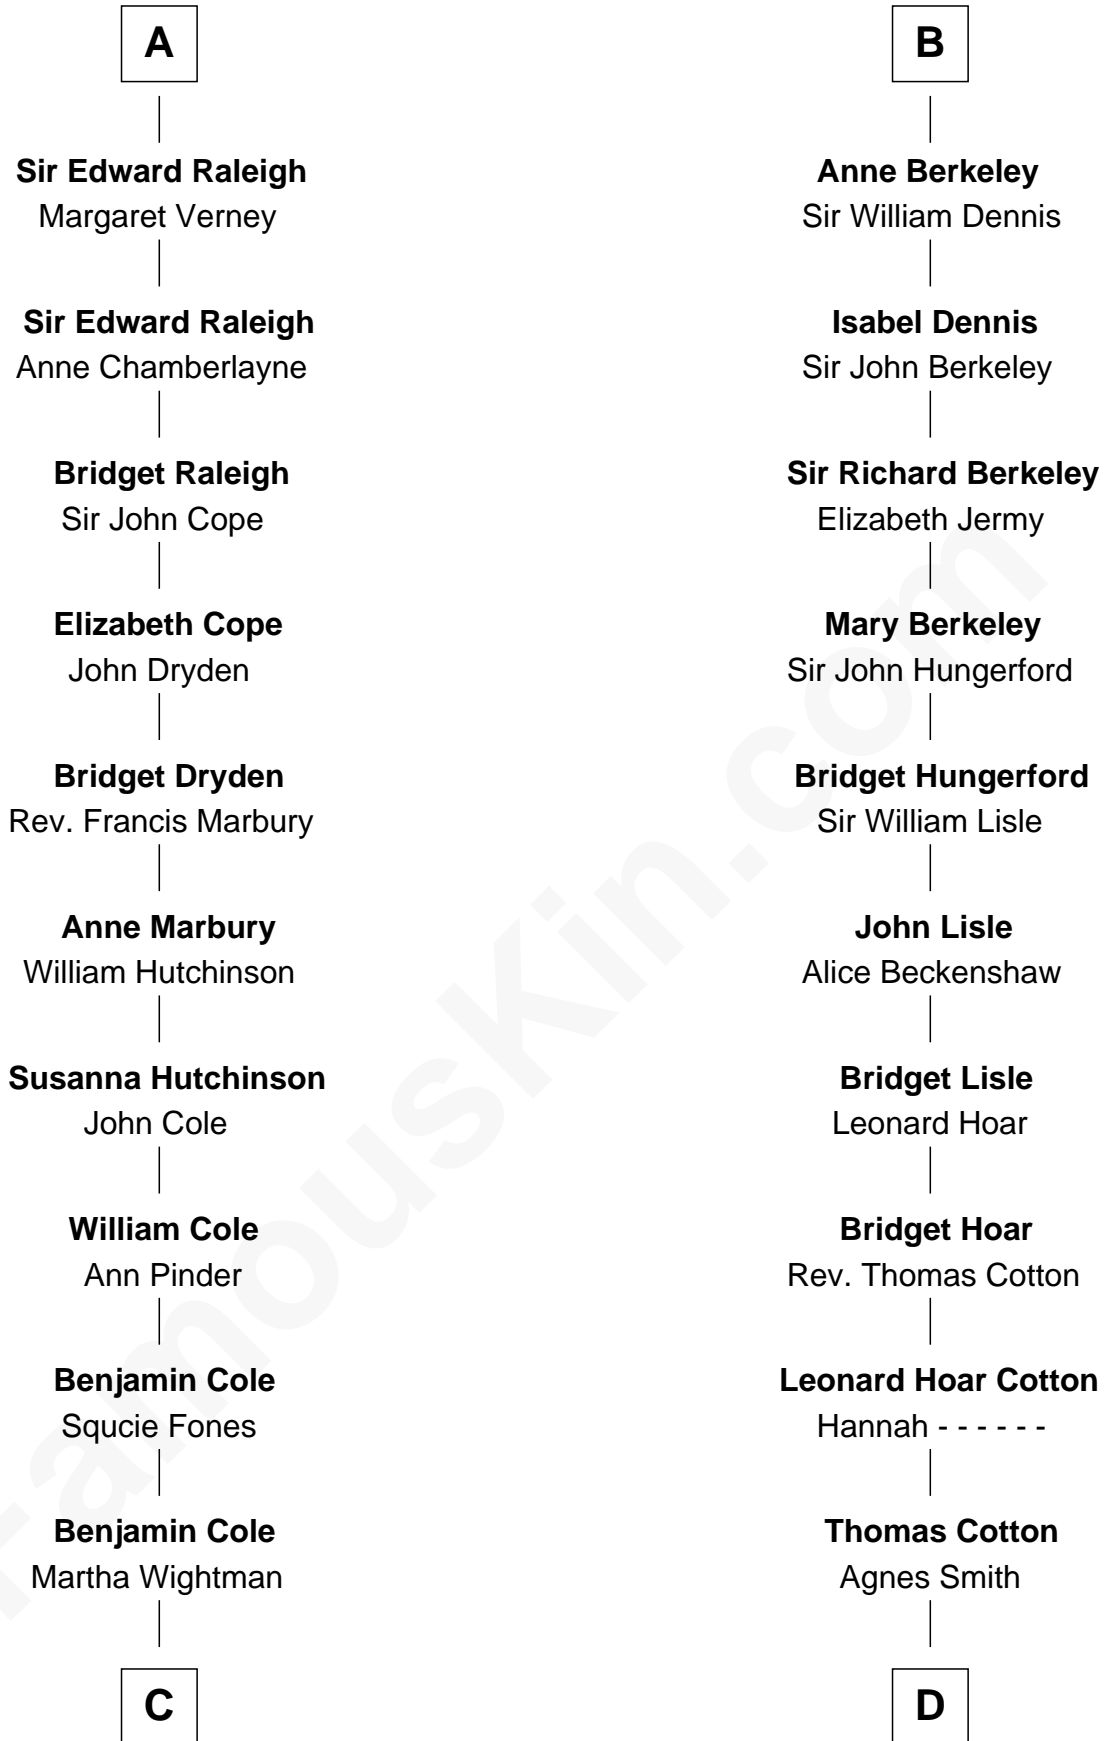 A
Sir Edward Raleigh
Margaret Verney
Sir Edward Raleigh
Anne Chamberlayne
Bridget Raleigh
Sir John Cope
Elizabeth Cope
John Dryden
Bridget Dryden
Rev. Francis Marbury
Anne Marbury
William Hutchinson
Susanna Hutchinson
John Cole
William Cole
Ann Pinder
Benjamin Cole
Squcie Fones
Benjamin Cole
Martha Wightman
C
B
Anne Berkeley
Sir William Dennis
Isabel Dennis
Sir John Berkeley
Sir Richard Berkeley
Elizabeth Jermy
Mary Berkeley
Sir John Hungerford
Bridget Hungerford
Sir William Lisle
John Lisle
Alice Beckenshaw
Bridget Lisle
Leonard Hoar
Bridget Hoar
Rev. Thomas Cotton
Leonard Hoar Cotton
Hannah - - - - - -
Thomas Cotton
Agnes Smith
D
FamousKin.com